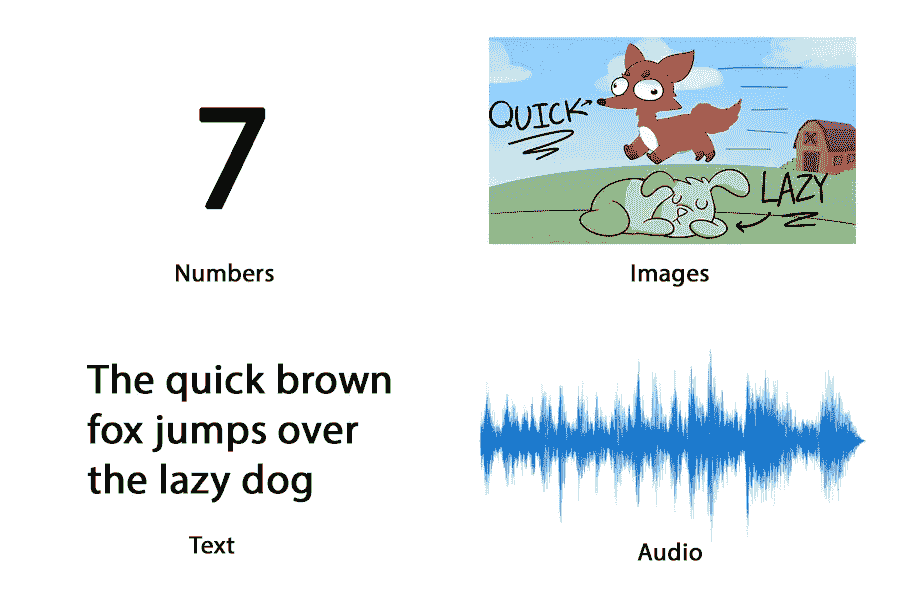 7
QUICK
LAZY
Numbers
Images
The quick brown
fox jumps over
the lazy dog
Text
Audio